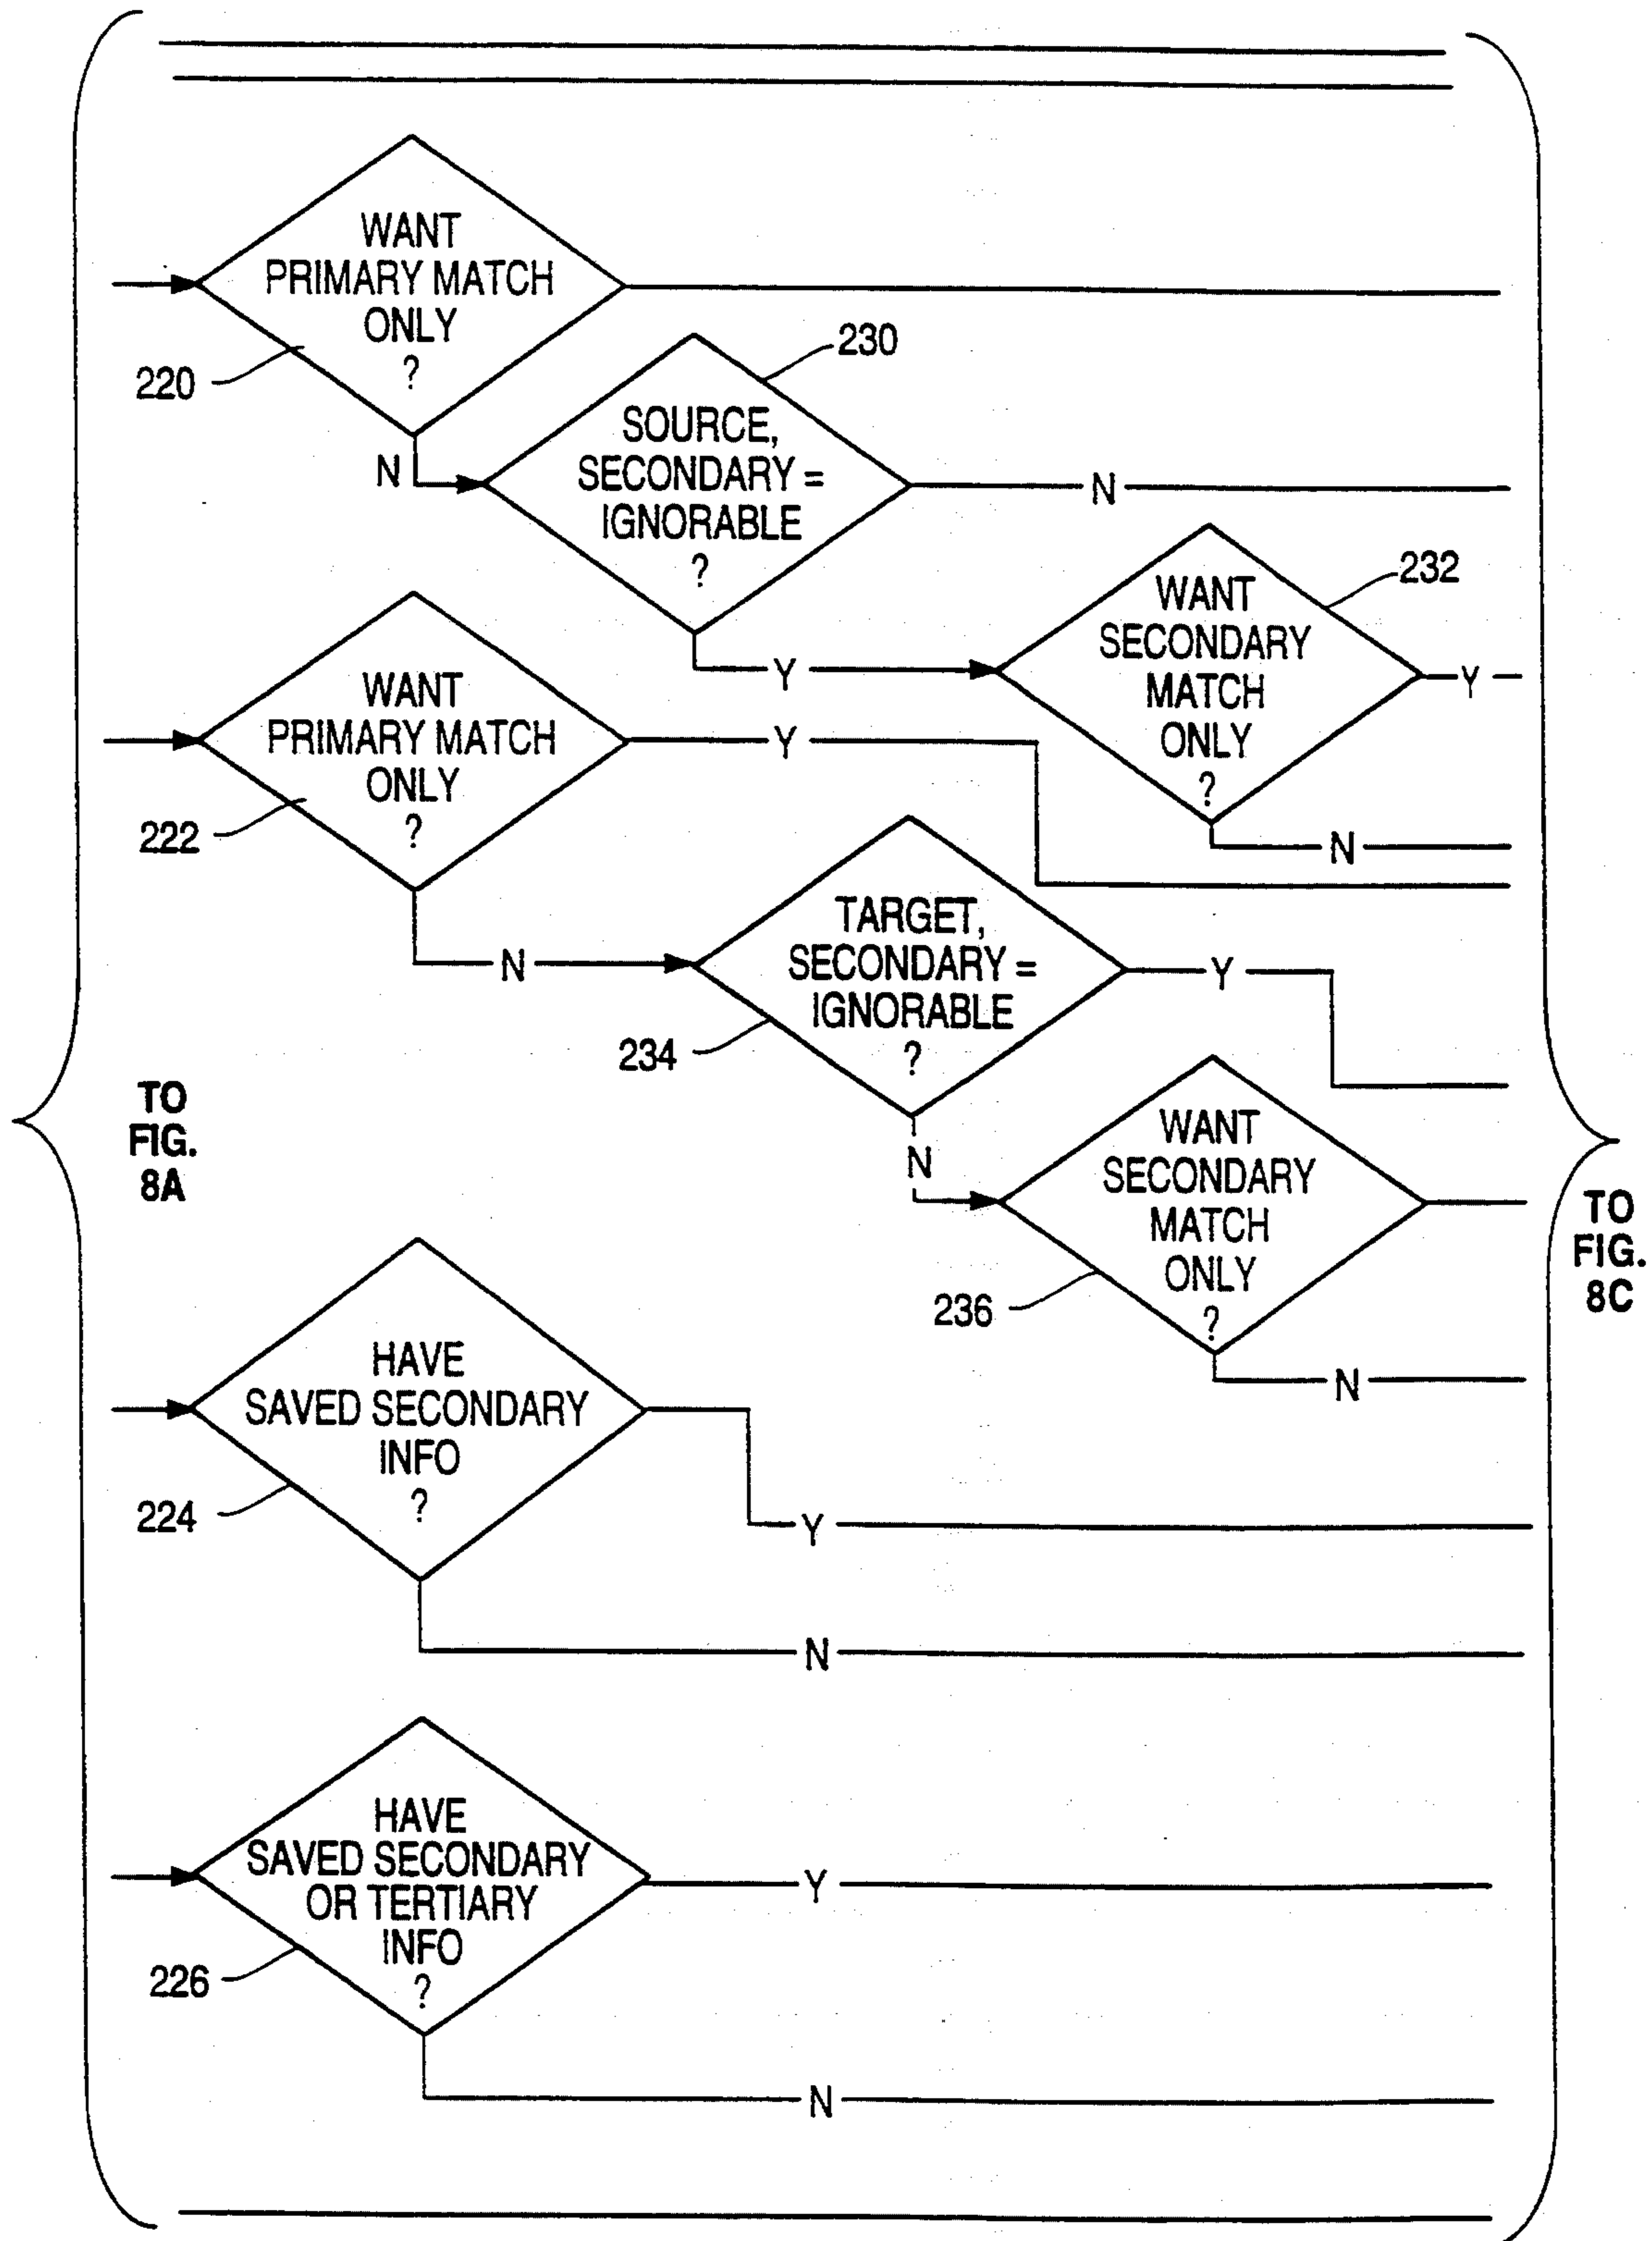 WANT
PRIMARY MATCH
ONLY
?
220
N
SOURCE,
SECONDARY =
IGNORABLE
?
230
N
Y
WANT
SECONDARY
MATCH
ONLY
?
232
Y
N
WANT
PRIMARY MATCH
ONLY
?
222
Y
N
TARGET,
SECONDARY =
IGNORABLE
?
234
Y
N
WANT
SECONDARY
MATCH
ONLY
?
236
N
TO
FIG.
8A
TO
FIG.
8C
HAVE
SAVED SECONDARY
INFO
?
224
Y
N
HAVE
SAVED SECONDARY
OR TERTIARY
INFO
?
226
Y
N